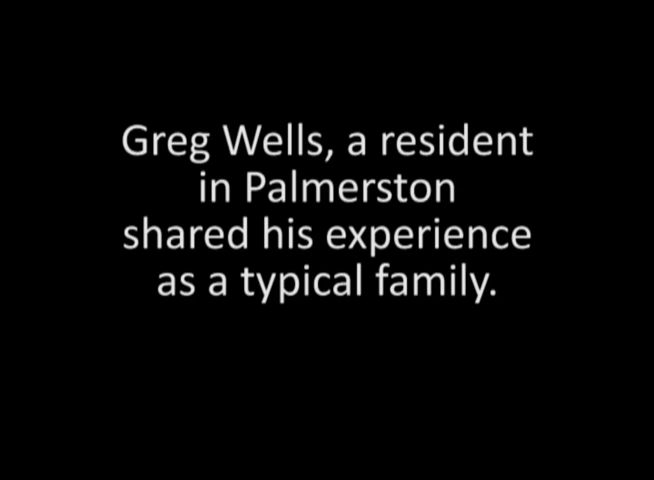 Greg Wells, a resident
in Palmerston
shared his experience
as a typical family.